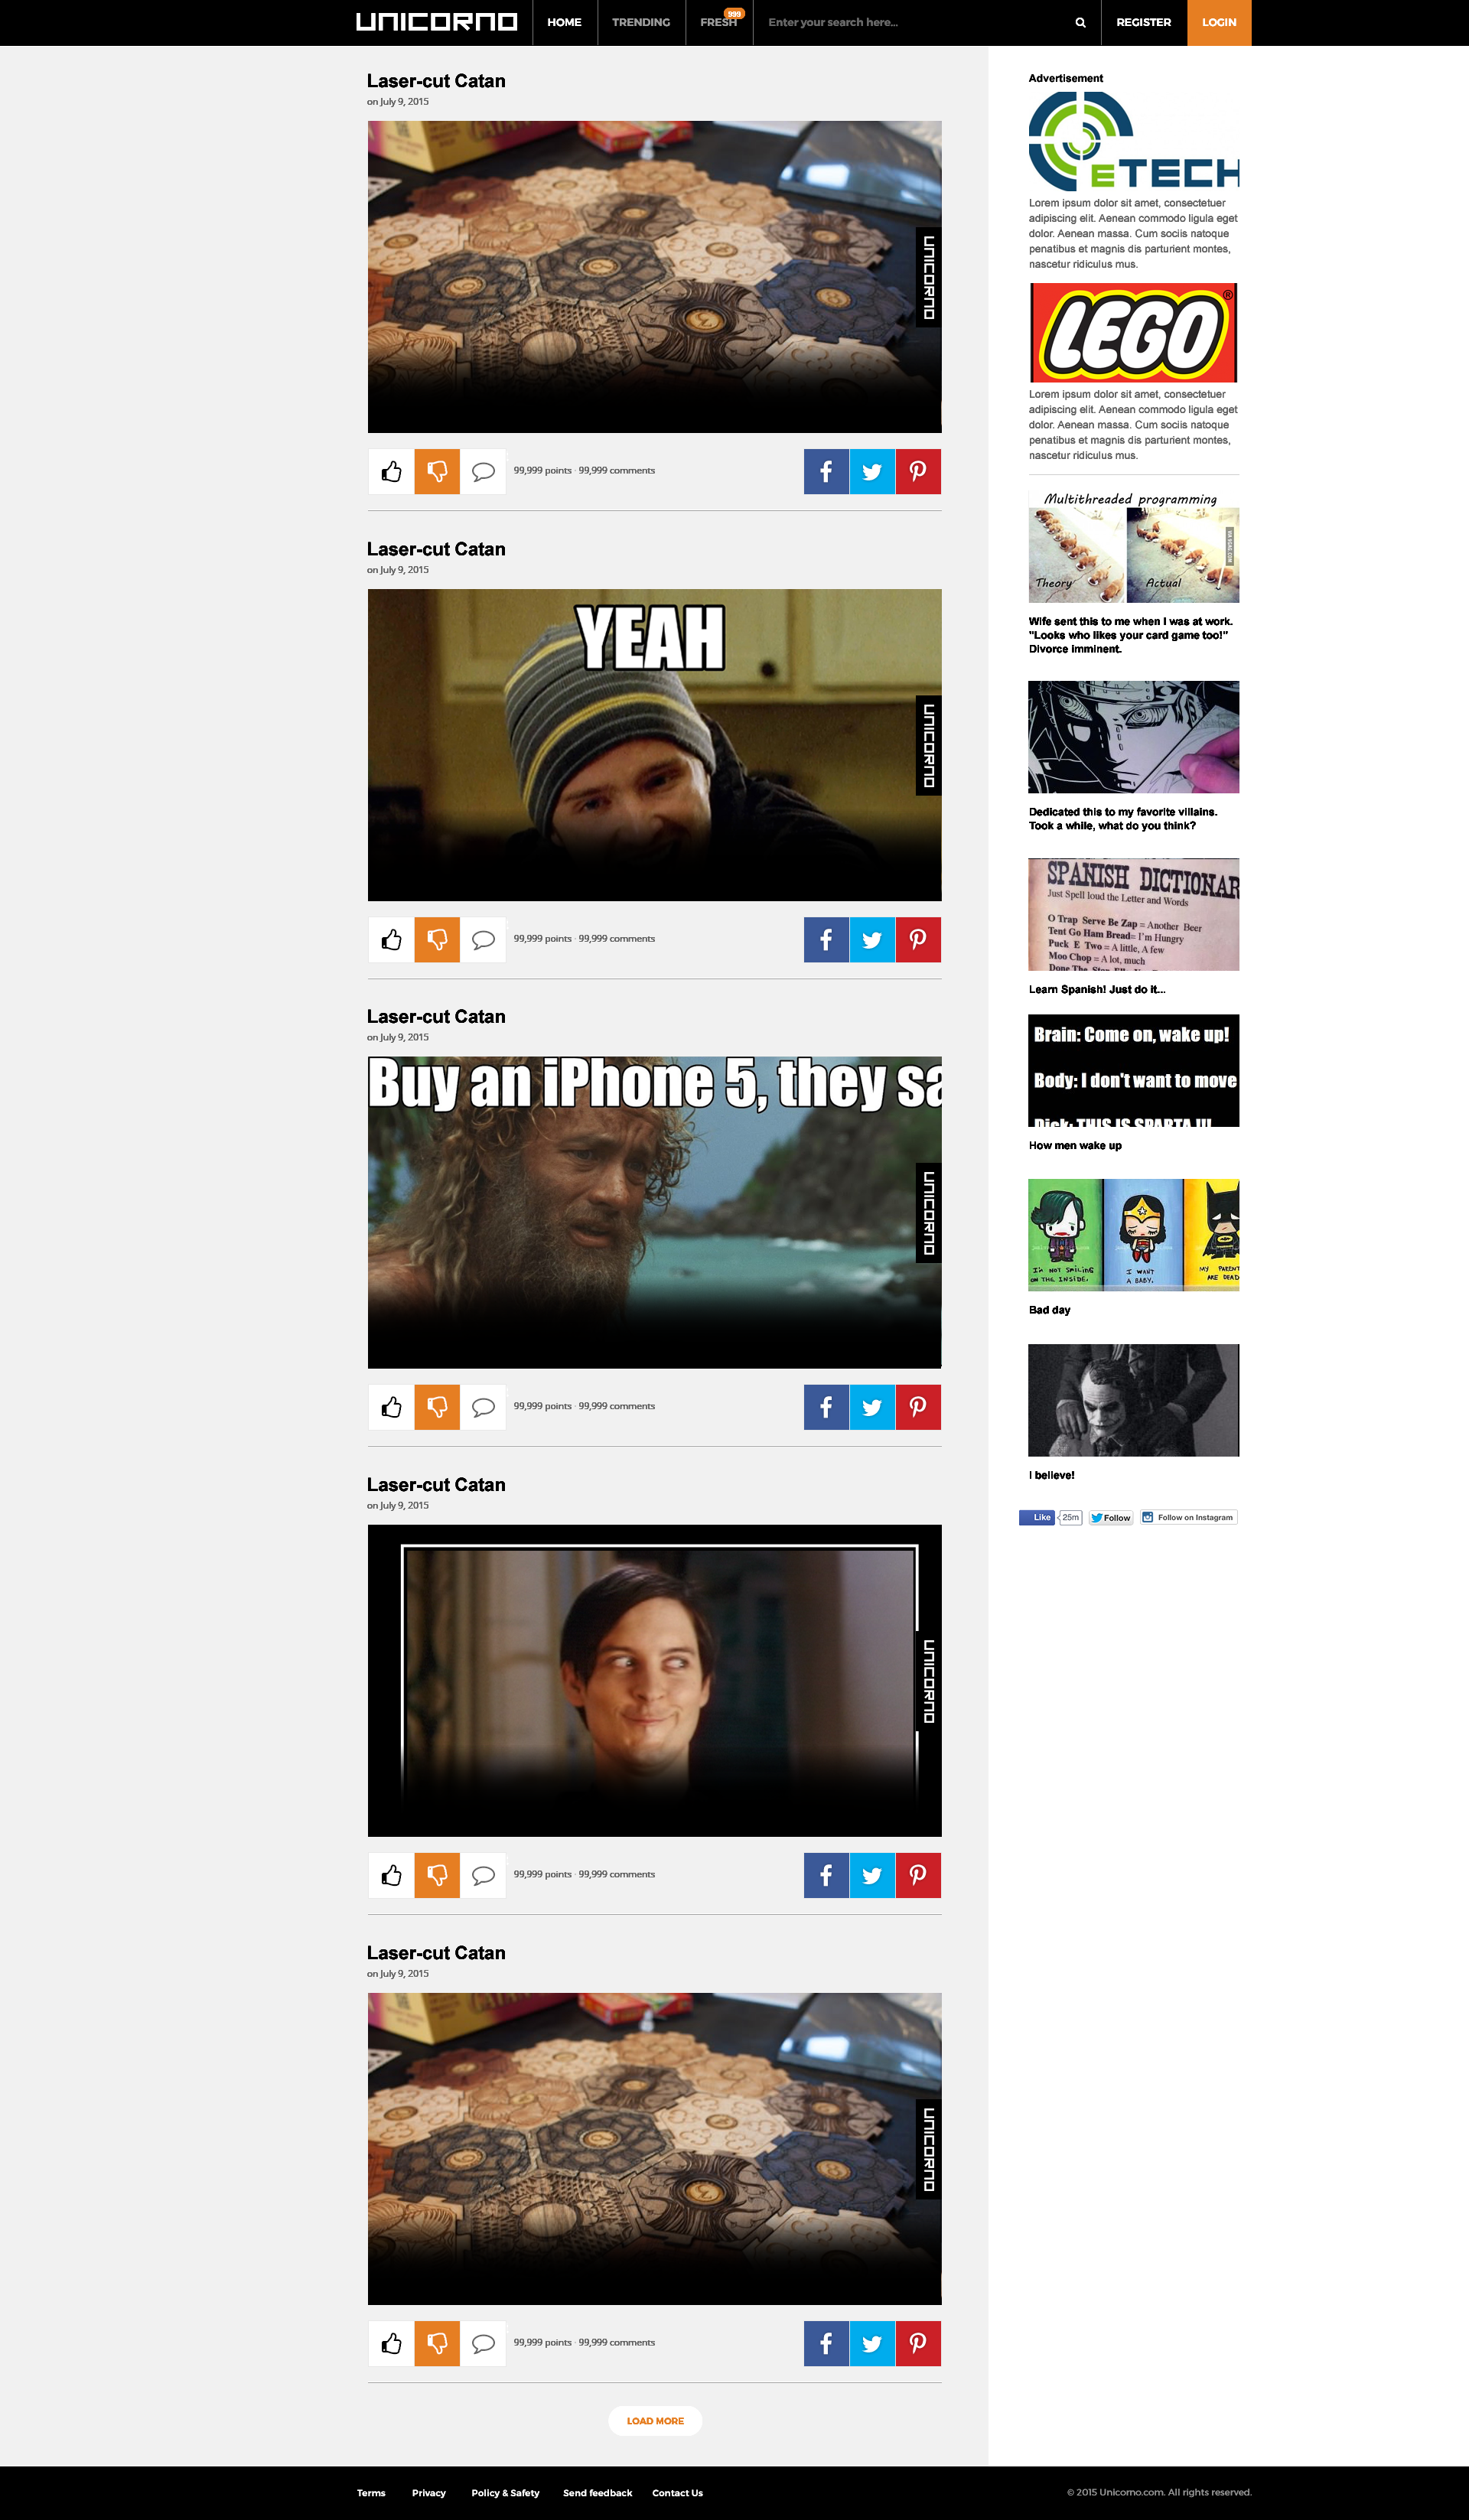 UNICORNO
HOME
TRENDING
FRESH
999
Enter your search here...
REGISTER
LOGIN
Laser-cut Catan
on July 9, 2015
UNICORNO
99,999 points · 99,999 comments
Laser-cut Catan
on July 9, 2015
YEAH
UNICORNO
99,999 points · 99,999 comments
Laser-cut Catan
on July 9, 2015
Buy an iPhone 5, they sa
UNICORNO
99,999 points · 99,999 comments
Laser-cut Catan
on July 9, 2015
UNICORNO
99,999 points · 99,999 comments
Laser-cut Catan
on July 9, 2015
UNICORNO
99,999 points · 99,999 comments
LOAD MORE
Advertisement
ETECH
Lorem ipsum dolor sit amet, consectetuer
adipiscing elit. Aenean commodo ligula eget
dolor. Aenean massa. Cum sociis natoque
penatibus et magnis dis parturient montes,
nascetur ridiculus mus.
LEGO®
Lorem ipsum dolor sit amet, consectetuer
adipiscing elit. Aenean commodo ligula eget
dolor. Aenean massa. Cum sociis natoque
penatibus et magnis dis parturient montes,
nascetur ridiculus mus.
Multithreaded programming
Theory
Actual
VIA 9GAG.COM
Wife sent this to me when I was at work.
"Looks who likes your card game too!"
Divorce imminent.
Dedicated this to my favorite villains.
Took a while, what do you think?
SPANISH DICTIONAR
Just Spell loud the Letter and Words
O Trap Serve Be Zap = Another Beer
Tent Go Ham Bread= I'm Hungry
Puck E Two = A little, A few
Moo Chop = A lot, much
Learn Spanish! Just do it...
Brain: Come on, wake up!
Body: I don't want to move
Dick: THIS IS SPARTA !!!
How men wake up
I'M NOT SMILING
ON THE INSIDE.
I WANT
A BABY.
MY PARENT
ARE DEAD
Bad day
I believe!
Like
25m
Follow
Follow on Instagram
Terms
Privacy
Policy & Safety
Send feedback
Contact Us
© 2015 Unicorno.com. All rights reserved.